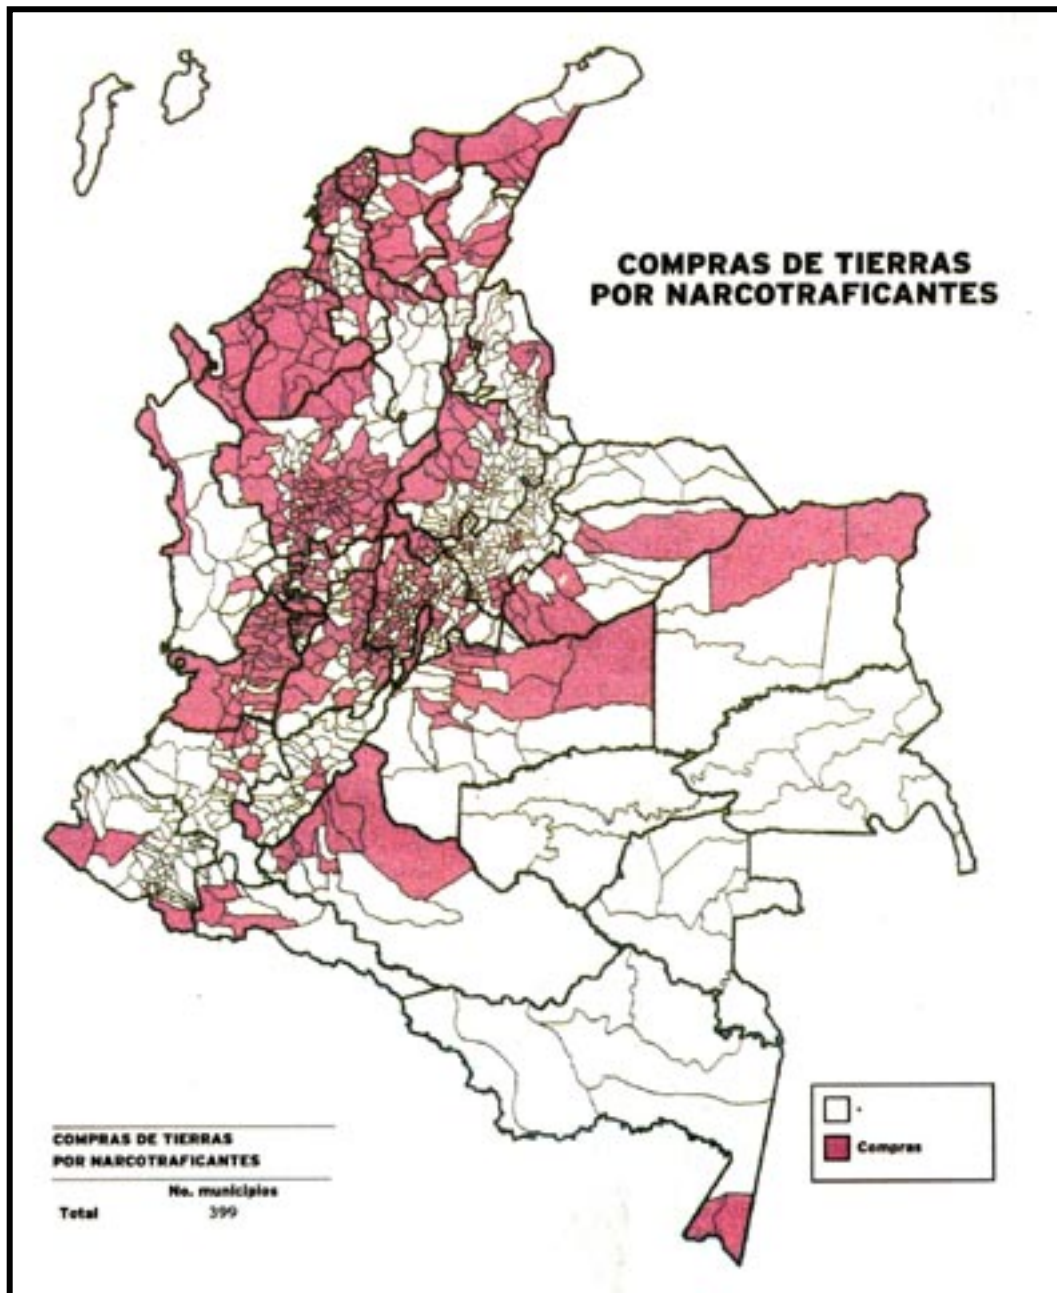 COMPRAS DE TIERRAS
POR NARCOTRAFICANTES
Compras
COMPRAS DE TIERRAS
POR NARCOTRAFICANTES
No. municipios
Total 399